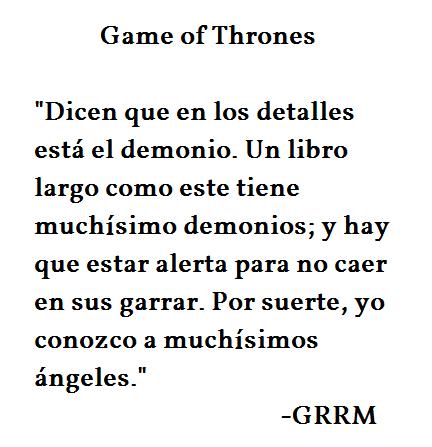 Game of Thrones
"Dicen que en los detalles
está el demonio. Un libro
largo como este tiene
muchísimo demonios; y hay
que estar alerta para no caer
en sus garrar. Por suerte, yo
conozco a muchísimos
ángeles."
-GRRM